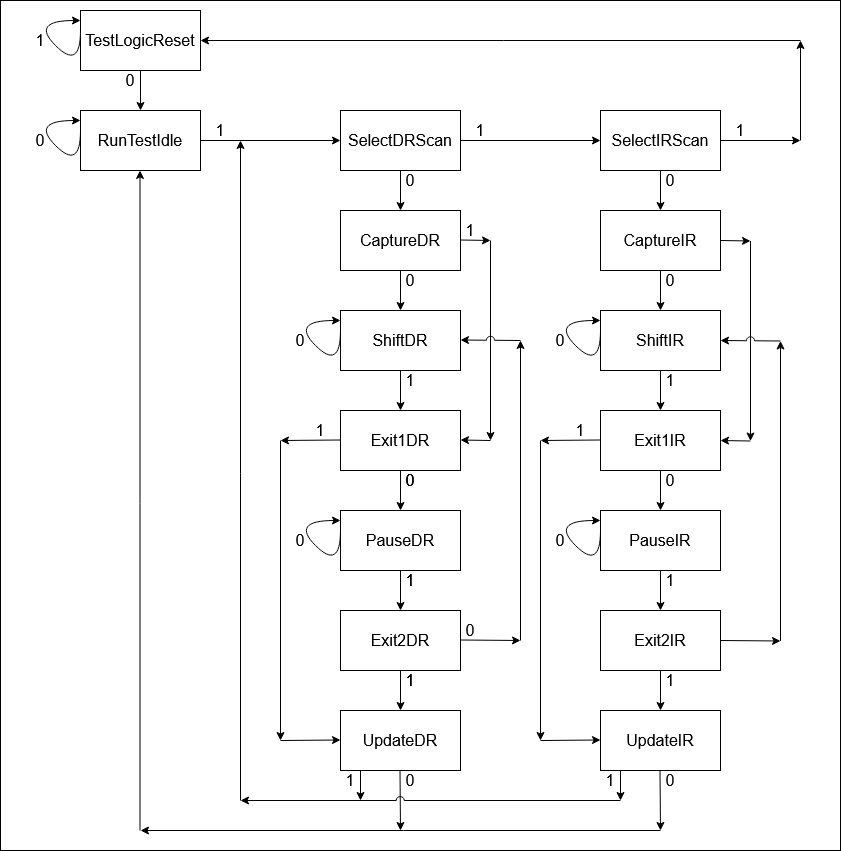 1
TestLogicReset
0
0
RunTestIdle
1
SelectDRScan
1
SelectIRScan
1
0
0
CaptureDR
1
CaptureIR
0
0
0
ShiftDR
0
ShiftIR
1
1
1
Exit1DR
1
Exit1IR
0
0
0
PauseDR
0
PauseIR
1
1
Exit2DR
0
Exit2IR
1
1
UpdateDR
UpdateIR
1
0
1
0